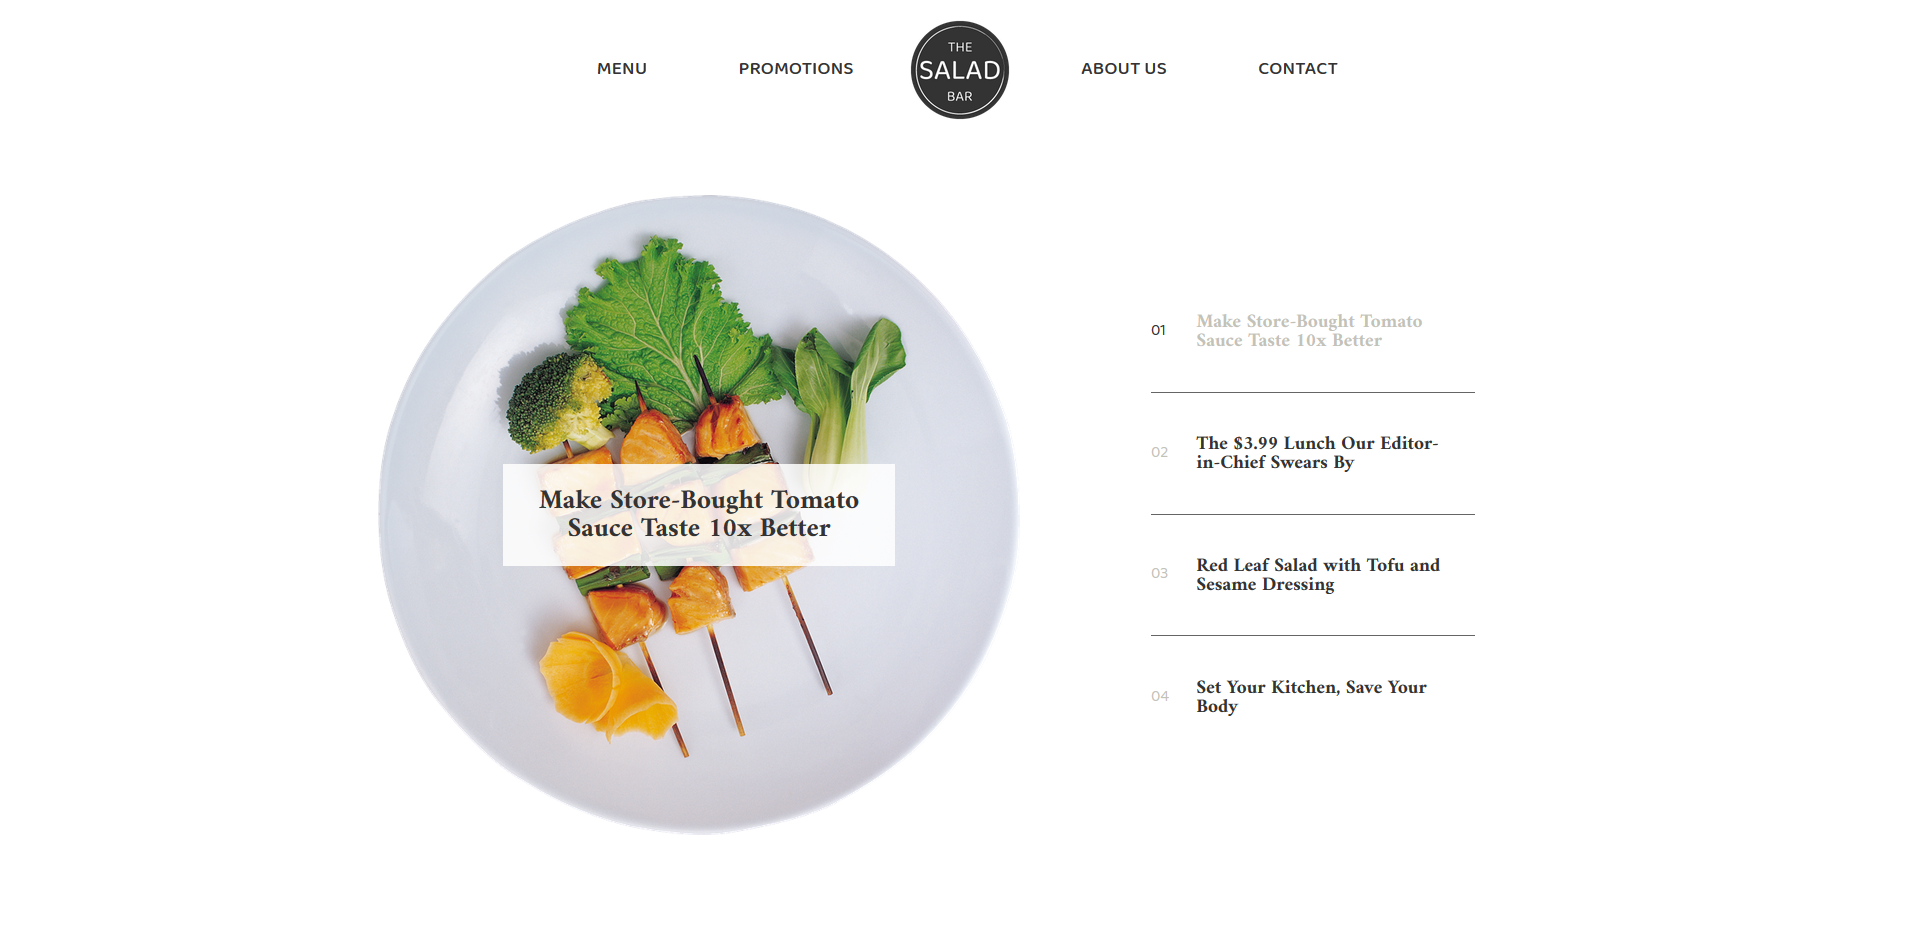 MENU
PROMOTIONS
THE
SALAD
BAR
ABOUT US
CONTACT
Make Store-Bought Tomato
Sauce Taste 10x Better
01
Make Store-Bought Tomato
Sauce Taste 10x Better
02
The $3.99 Lunch Our Editor-
in-Chief Swears By
03
Red Leaf Salad with Tofu and
Sesame Dressing
04
Set Your Kitchen, Save Your
Body